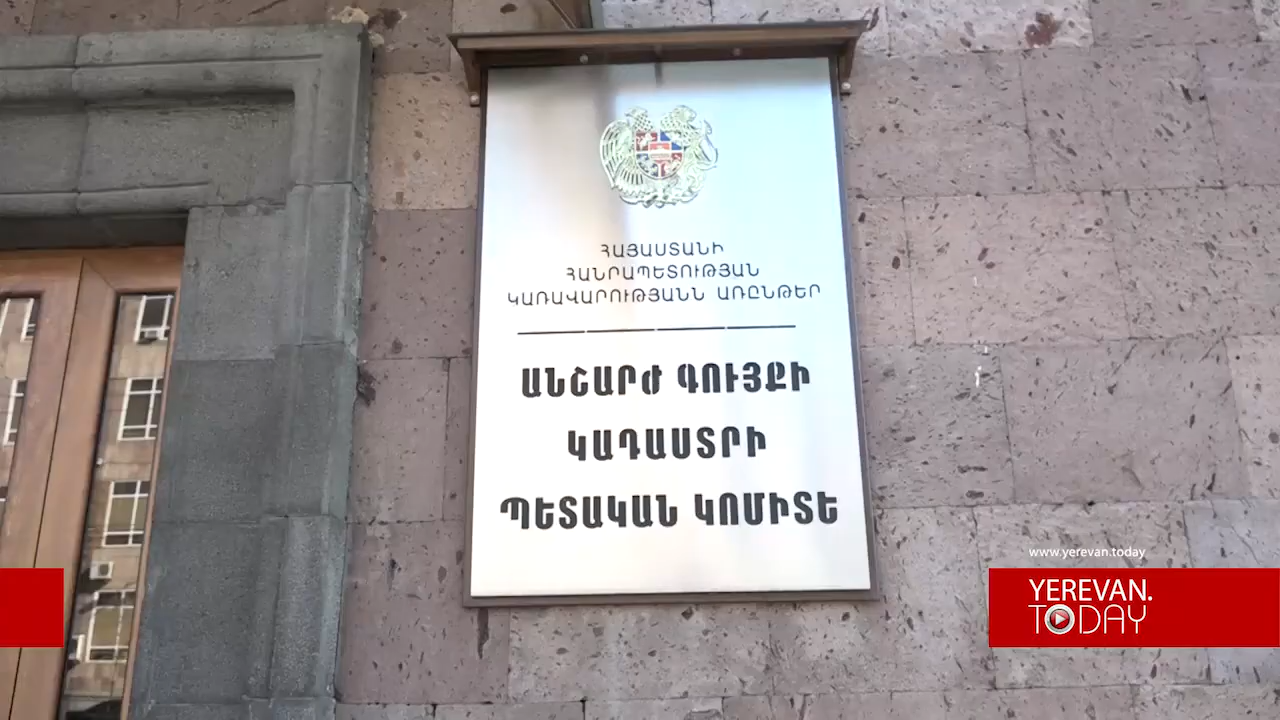 ՀԱՅԱՍՏԱՆԻ
ՀԱՆՐԱՊԵՏՈՒԹՅԱՆ
ԿԱՌԱՎԱՐՈՒԹՅԱՆՆ ԱՌԸՆԹԵՐ
ԱՆՇԱՐԺ ԳՈՒՅՔԻ
ԿԱԴԱՍՏՐԻ
ՊԵՏԱԿԱՆ ԿՈՄԻՏԵ
www.yerevan.today
YEREVAN.
TODAY